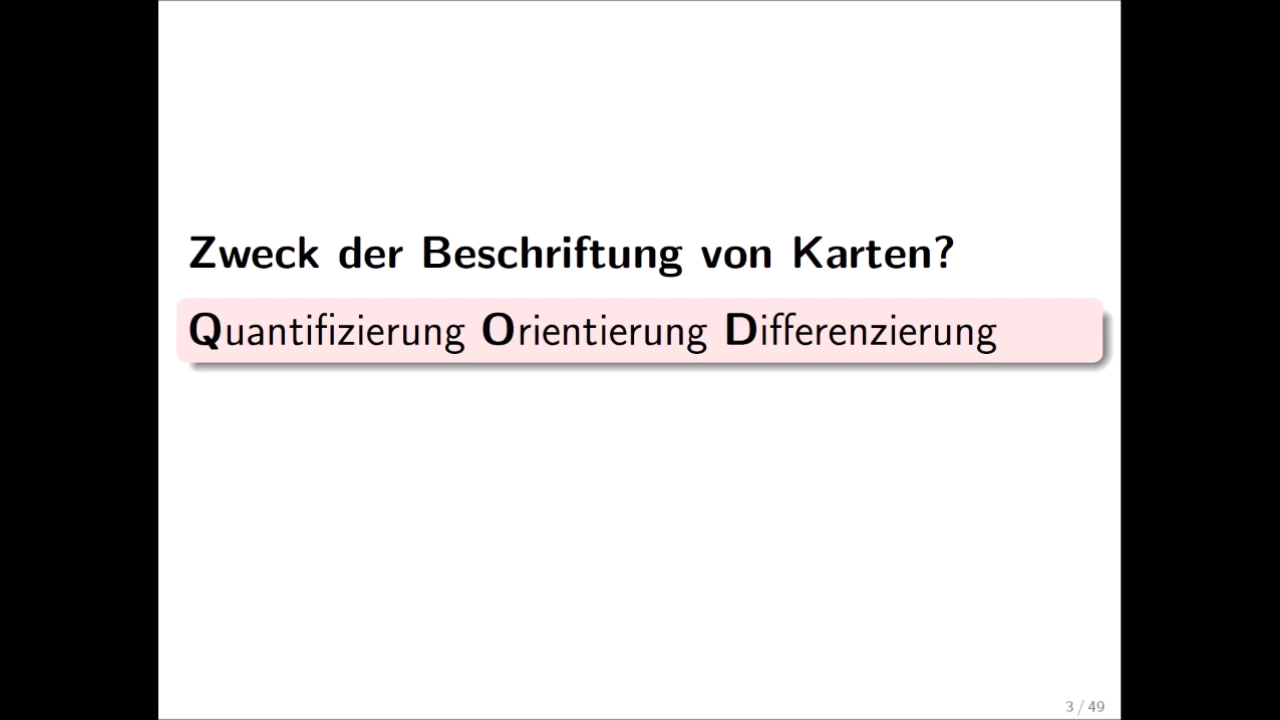 Zweck der Beschriftung von Karten?
Quantifizierung Orientierung Differenzierung
3 / 49